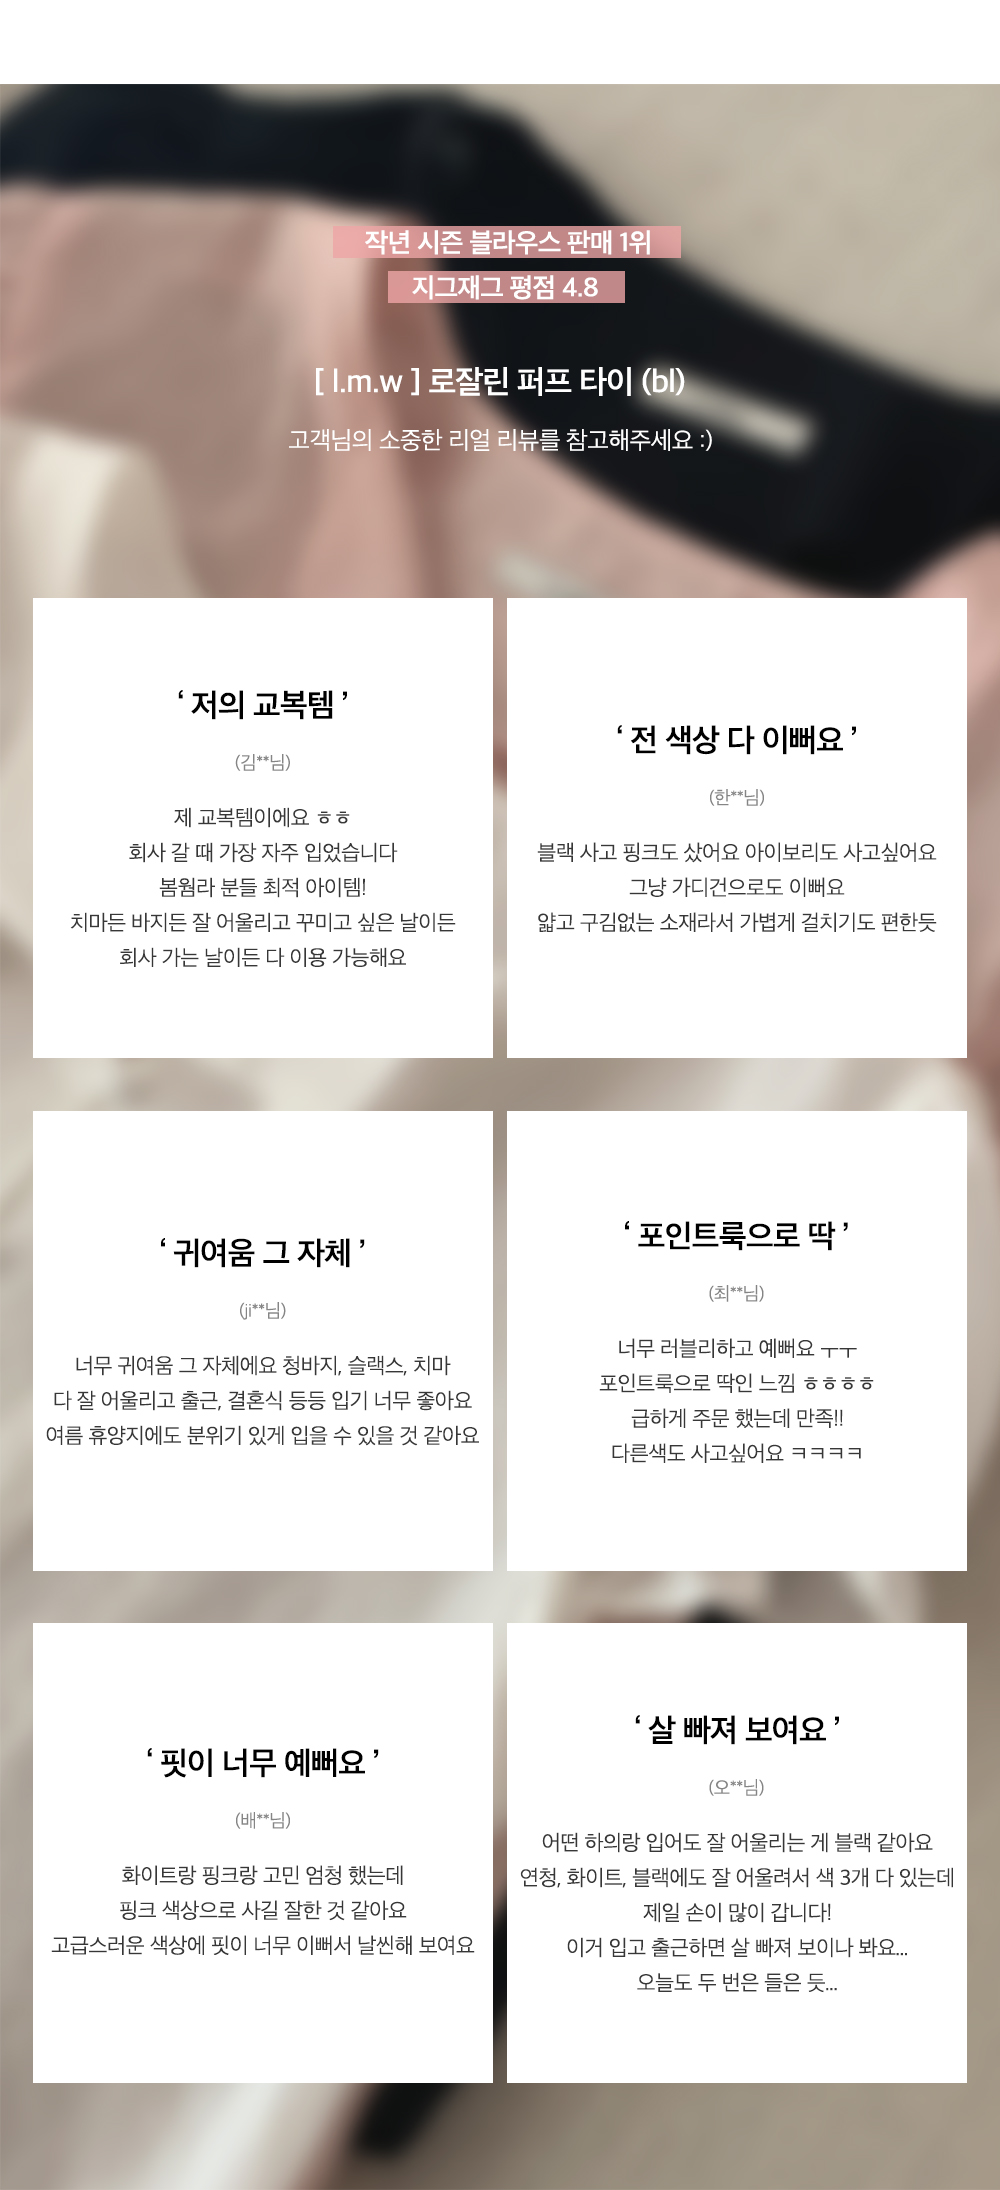 작년 시즌 블라우스 판매 1위
지그재그 평점 4.8
[ l.m.w ] 로잘린 퍼프 타이 (bl)
고객님의 소중한 리얼 리뷰를 참고해주세요 :)
‘ 저의 교복템 ’
(김**님)
제 교복템이에요 ㅎㅎ
회사 갈 때 가장 자주 입었습니다
봄웜라 분들 최적 아이템!
치마든 바지든 잘 어울리고 꾸미고 싶은 날이든
회사 가는 날이든 다 이용 가능해요
‘ 전 색상 다 이뻐요 ’
(한**님)
블랙 사고 핑크도 샀어요 아이보리도 사고싶어요
그냥 가디건으로도 이뻐요
얇고 구김없는 소재라서 가볍게 걸치기도 편한듯
‘ 귀여움 그 자체 ’
(ji**님)
너무 귀여움 그 자체에요 청바지, 슬랙스, 치마
다 잘 어울리고 출근, 결혼식 등등 입기 너무 좋아요
여름 휴양지에도 분위기 있게 입을 수 있을 것 같아요
‘ 포인트룩으로 딱 ’
(최**님)
너무 러블리하고 예뻐요 ㅜㅜ
포인트룩으로 딱인 느낌 ㅎㅎㅎㅎ
급하게 주문 했는데 만족!!
다른색도 사고싶어요 ㅋㅋㅋㅋ
‘ 핏이 너무 예뻐요 ’
(배**님)
화이트랑 핑크랑 고민 엄청 했는데
핑크 색상으로 사길 잘한 것 같아요
고급스러운 색상에 핏이 너무 이뻐서 날씬해 보여요
‘ 살 빠져 보여요 ’
(오**님)
어떤 하의랑 입어도 잘 어울리는 게 블랙 같아요
연청, 화이트, 블랙에도 잘 어울려서 색 3개 다 있는데
제일 손이 많이 갑니다!
이거 입고 출근하면 살 빠져 보이나 봐요...
오늘도 두 번은 들은 듯...